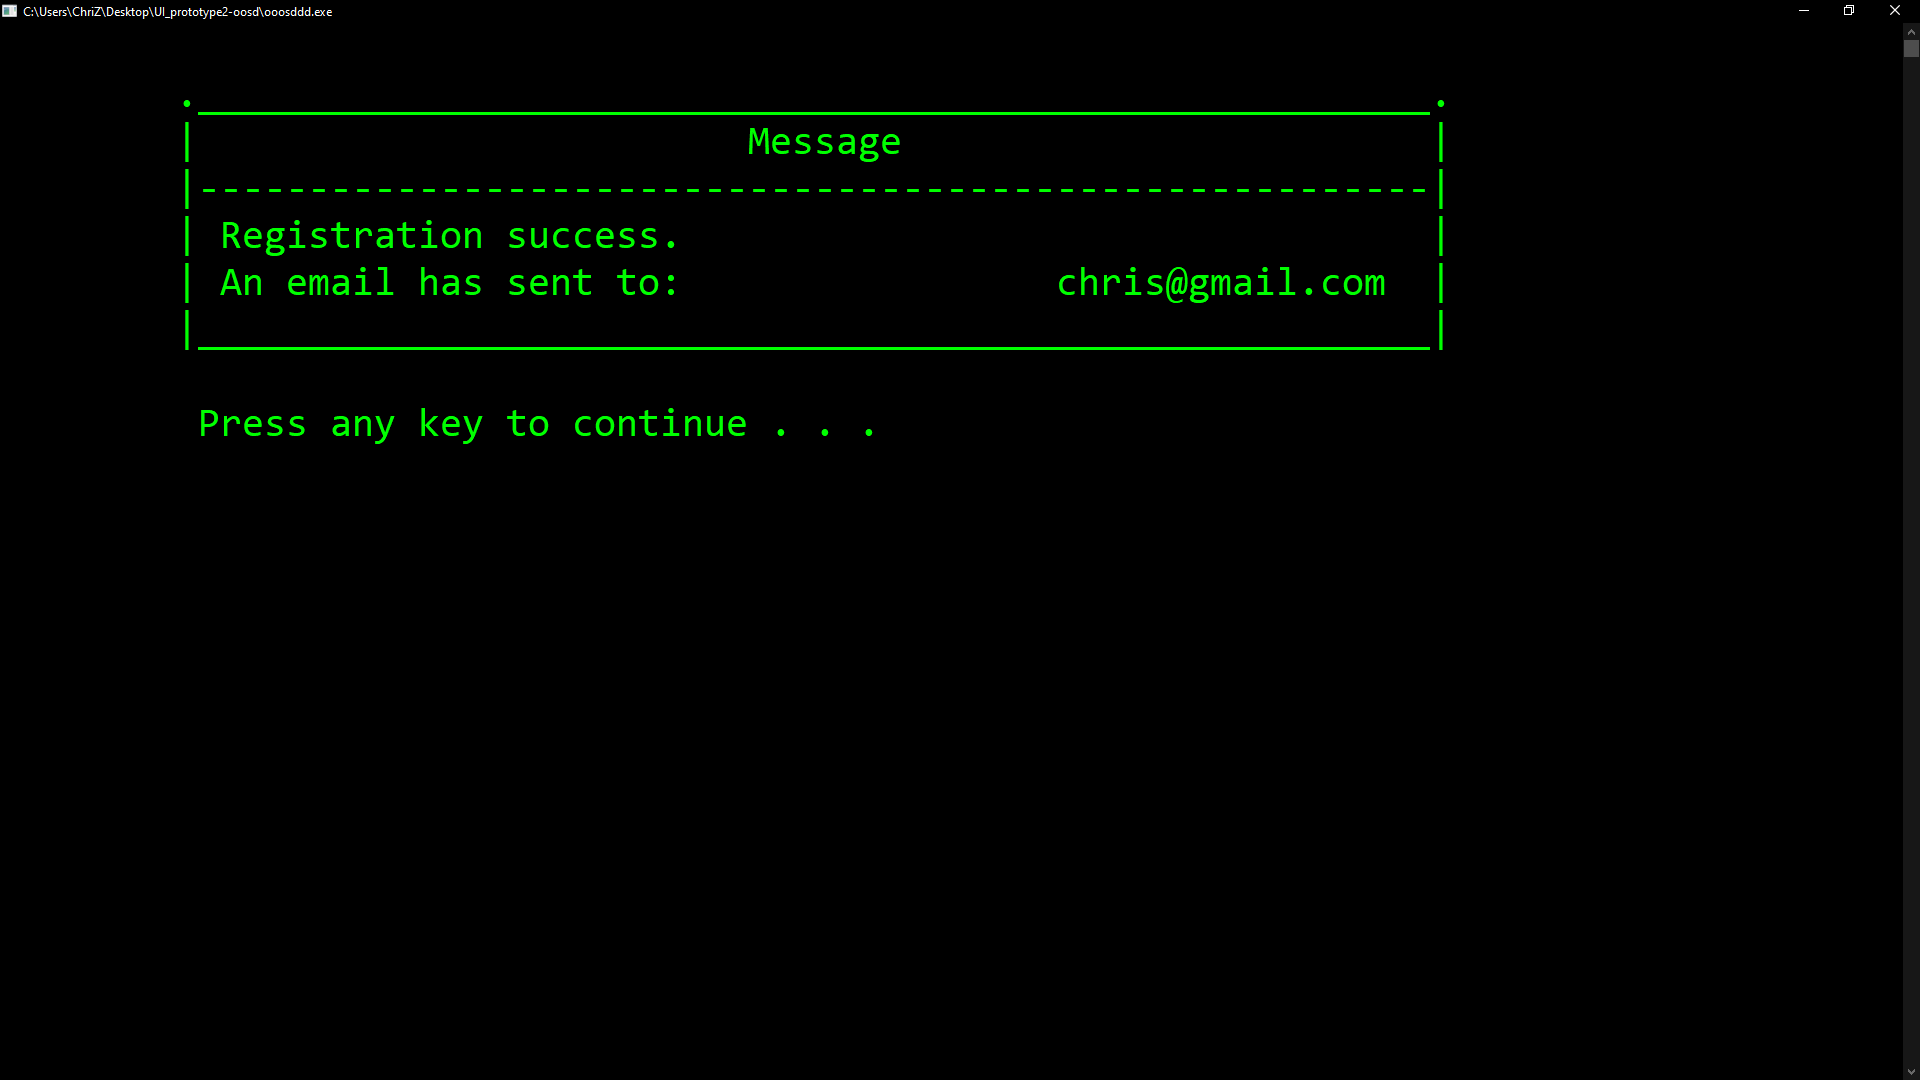 C:\Users\ChriZ\Desktop\UI_prototype2-oosd\ooosddd.exe
Message
Registration success.
An email has sent to: chris@gmail.com
Press any key to continue . . .